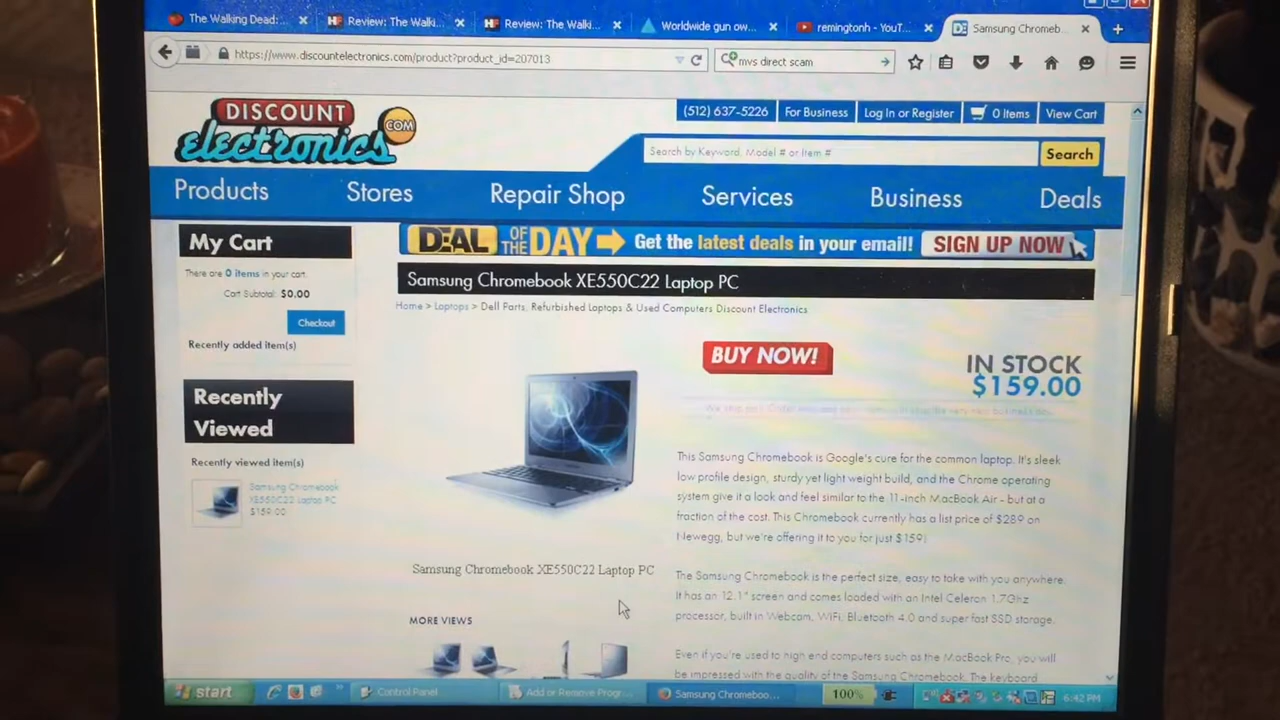 The Walking Dead:...
Review: The Walki...
Review: The Walki...
Worldwide gun ow...
remingtonh - YouT...
Samsung Chromeb...
https://www.discountelectronics.com/product?product_id=207013
mvs direct scam
DISCOUNT
electronics
.COM
(512) 637-5226
For Business
Log In or Register
0 Items
View Cart
Search by Keyword, Model # or Item #
Search
Products
Stores
Repair Shop
Services
Business
Deals
My Cart
There are 0 items in your cart.
Cart Subtotal: $0.00
Checkout
Recently added item(s)
Recently
Viewed
Recently viewed item(s)
Samsung Chromebook
XE550C22 Laptop PC
$159.00
DEAL OF THE DAY Get the latest deals in your email! SIGN UP NOW
Samsung Chromebook XE550C22 Laptop PC
Home > Laptops > Dell Parts, Refurbished Laptops & Used Computers Discount Electronics
BUY NOW!
IN STOCK
$159.00
This Samsung Chromebook is Google's cure for the common laptop. It's sleek
low profile design, sturdy yet light weight build, and the Chrome operating
system give it a look and feel similar to the 11-inch MacBook Air - but at a
fraction of the cost. This Chromebook currently has a list price of $289 on
Newegg, but we're offering it to you for just $159!
Samsung Chromebook XE550C22 Laptop PC
The Samsung Chromebook is the perfect size, easy to take with you anywhere.
It has an 12.1" screen and comes loaded with an Intel Celeron 1.7Ghz
processor, built in Webcam, WiFi, Bluetooth 4.0 and super fast SSD storage.
MORE VIEWS
Even if you're used to high end computers such as the MacBook Pro, you will
be impressed with the quality of the Samsung Chromebook. The keyboard
start
Control Panel
Add or Remove Progr...
Samsung Chromeboo...
100%
6:42 PM